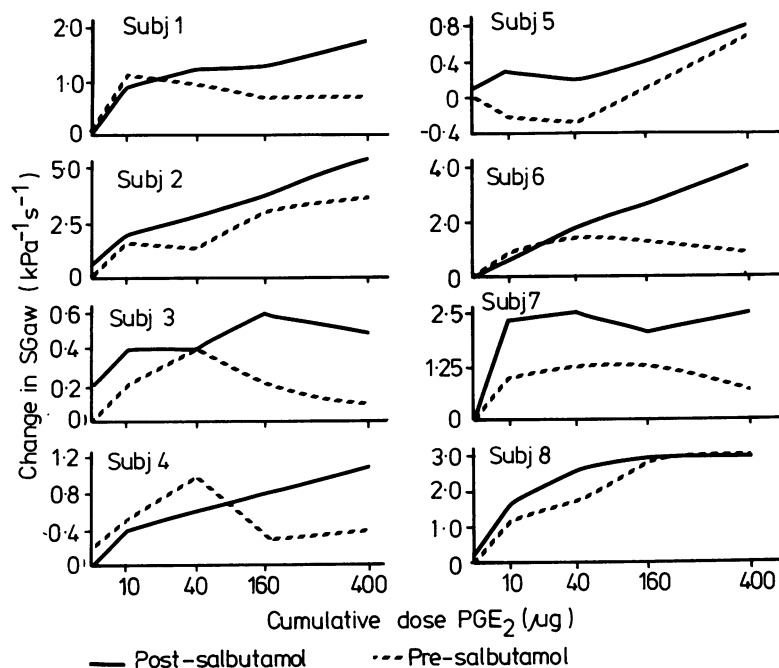 Subj 1
2·0
1·0
0
Subj 2
5·0
2·5
0
Subj 3
0·6
0·4
0·2
0
Subj 4
1·2
0·8
0·4
0
10 40 160 400
Subj 5
0·8
0·4
0
-0·4
Subj 6
4·0
2·0
0
Subj 7
2·5
1·25
0
Subj 8
3·0
2·0
1·0
0
10 40 160 400
Change in SGaw (kPa⁻¹s⁻¹)
Cumulative dose PGE₂ (µg)
Post-salbutamol Pre-salbutamol